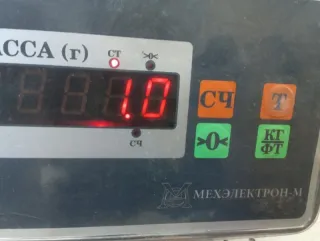 АССА (г)
СТ >0<
1.0
СЧ Т
СЧ >0< КГ
ФТ
МЕХЭЛЕКТРОН-М